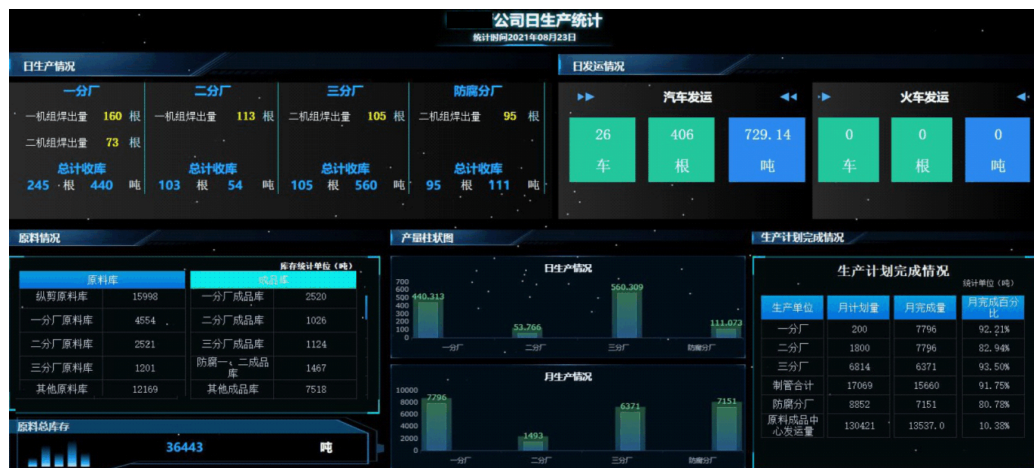 公司日生产统计
统计时间2021年08月23日
日生产情况
一分厂 二分厂 三分厂 防腐分厂
一机组焊出量 160 根 一机组焊出量 113 根 二机组焊出量 105 根 二机组焊出量 95 根
二机组焊出量 73 根
总计收库 总计收库 总计收库 总计收库
245 根 440 吨 103 根 54 吨 105 根 560 吨 95 根 111 吨
日发运情况
汽车发运 火车发运
26 406 729.14 0 0 0
车 根 吨 车 根 吨
原料情况
库存统计单位(吨)
原料库 成品库
纵剪原料库 15998 一分厂成品库 2520
一分厂原料库 4554 二分厂成品库 1026
二分厂原料库 2521 三分厂成品库 1124
三分厂原料库 1201 防腐一、二成品
库 1467
其他原料库 12169 其他成品库 7518
原料总库存
36443 吨
产量柱状图
日生产情况
700
600
500
400
300
200
100
0
440.313 53.766 560.309 111.073
一分厂 二分厂 三分厂 防腐分厂
月生产情况
10000
8000
6000
4000
2000
0
7796 1493 6371 7151
一分厂 二分厂 三分厂 防腐分厂
生产计划完成情况
生产计划完成情况
统计单位(吨)
生产单位 月计划量 月完成量 月完成百分
比
一分厂 200 7796 92.21%
二分厂 1800 7796 82.94%
三分厂 6814 6371 93.50%
制管合计 17069 15660 91.75%
防腐分厂 8852 7151 80.78%
原料成品中
心发运量 130421 13537.0 10.38%